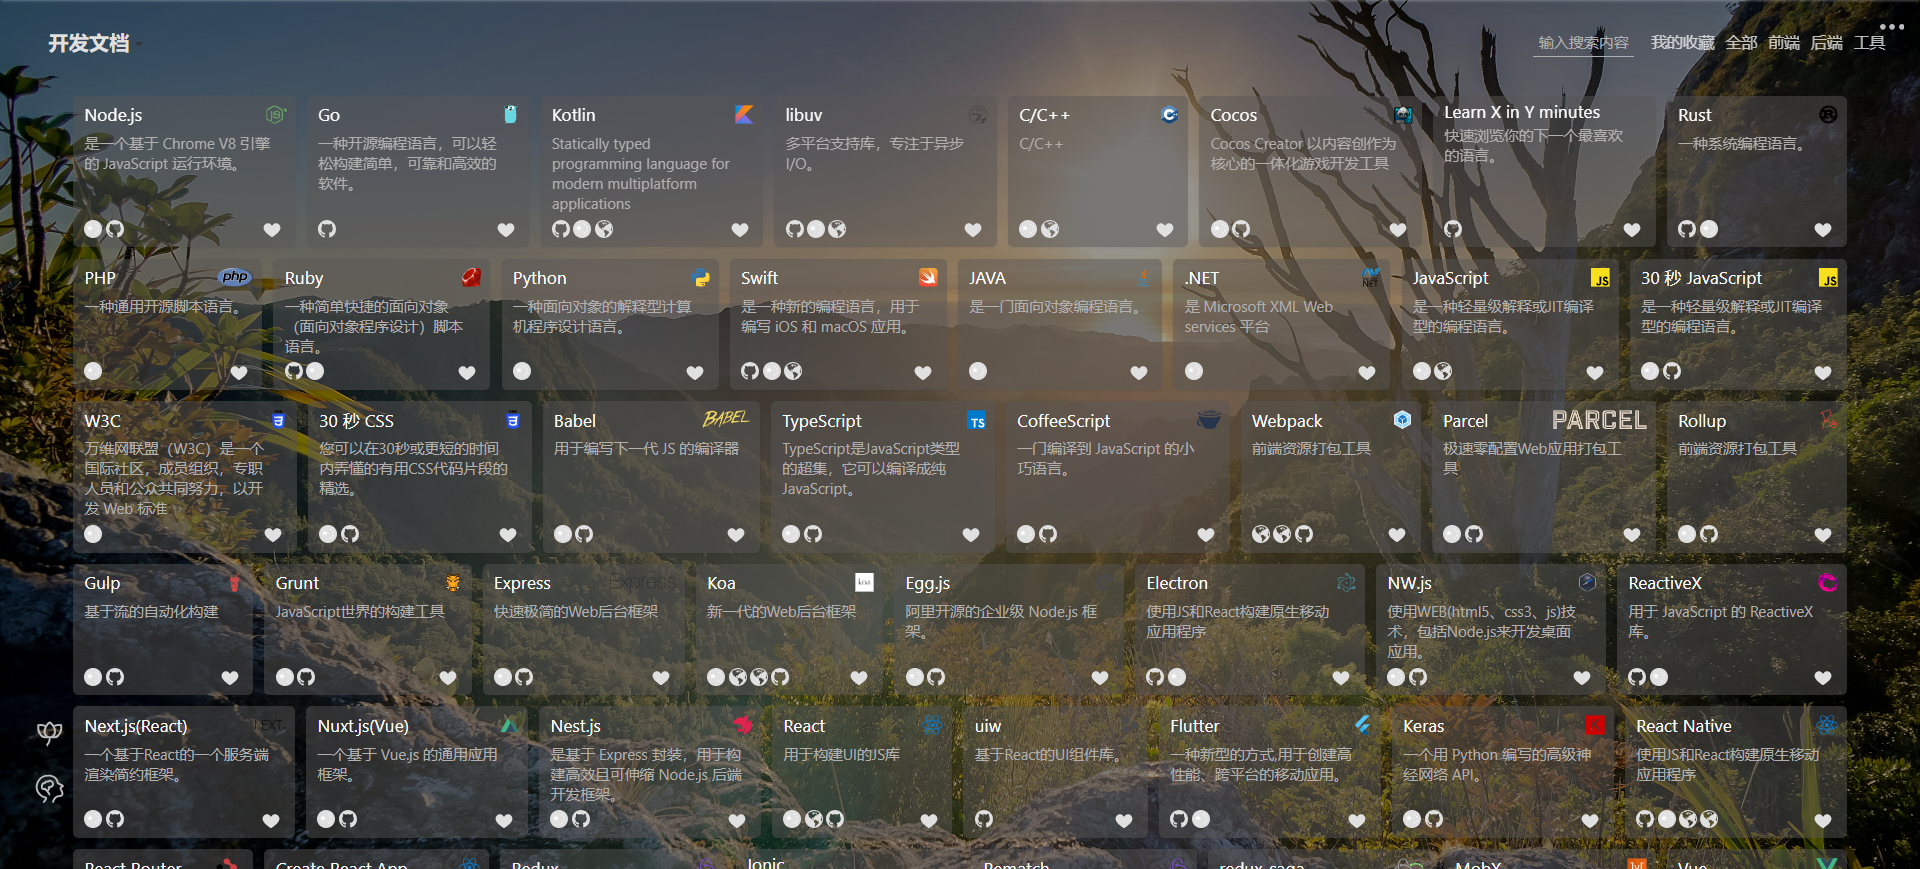 开发文档
输入搜索内容 我的收藏 全部 前端 后端 工具
Node.js
是一个基于 Chrome V8 引擎
的 JavaScript 运行环境。
Go
一种开源编程语言，可以轻
松构建简单，可靠和高效的
软件。
Kotlin
Statically typed
programming language for
modern multiplatform
applications
libuv
多平台支持库，专注于异步
I/O。
C/C++
C/C++
Cocos
Cocos Creator 以内容创作为
核心的一体化游戏开发工具
Learn X in Y minutes
快速浏览你的下一个最喜欢
的语言。
Rust
一种系统编程语言。
PHP php
一种通用开源脚本语言。
Ruby
一种简单快捷的面向对象
（面向对象程序设计）脚本
语言。
Python
一种面向对象的解释型计算
机程序设计语言。
Swift
是一种新的编程语言，用于
编写 iOS 和 macOS 应用。
JAVA
是一门面向对象编程语言。
.NET
.NET
是 Microsoft XML Web
services 平台
JavaScript JS
是一种轻量级解释或JIT编译
型的编程语言。
30 秒 JavaScript JS
是一种轻量级解释或JIT编译
型的编程语言。
W3C
万维网联盟（W3C）是一个
国际社区，成员组织，专职
人员和公众共同努力，以开
发 Web 标准
30 秒 CSS
您可以在30秒或更短的时间
内弄懂的有用CSS代码片段的
精选。
Babel BABEL
用于编写下一代 JS 的编译器
TypeScript TS
TypeScript是JavaScript类型
的超集，它可以编译成纯
JavaScript。
CoffeeScript
一门编译到 JavaScript 的小
巧语言。
Webpack
前端资源打包工具
Parcel PARCEL
极速零配置Web应用打包工
具
Rollup
前端资源打包工具
Gulp
基于流的自动化构建
Grunt
JavaScript世界的构建工具
Express Express
快速极简的Web后台框架
Koa koa
新一代的Web后台框架
Egg.js
阿里开源的企业级 Node.js 框
架。
Electron
使用JS和React构建原生移动
应用程序
NW.js
使用WEB(html5、css3、js)技
术，包括Node.js来开发桌面
应用。
ReactiveX
用于 JavaScript 的 ReactiveX
库。
Next.js(React) NEXT
一个基于React的一个服务端
渲染简约框架。
Nuxt.js(Vue)
一个基于 Vue.js 的通用应用
框架。
Nest.js
是基于 Express 封装，用于构
建高效且可伸缩 Node.js 后端
开发框架。
React
用于构建UI的JS库
uiw
基于React的UI组件库。
Flutter
一种新型的方式,用于创建高
性能、跨平台的移动应用。
Keras
一个用 Python 编写的高级神
经网络 API。
React Native
使用JS和React构建原生移动
应用程序
React Router
Create React App
Redux
Ionic
Rematch
redux-saga
MobX
Vue